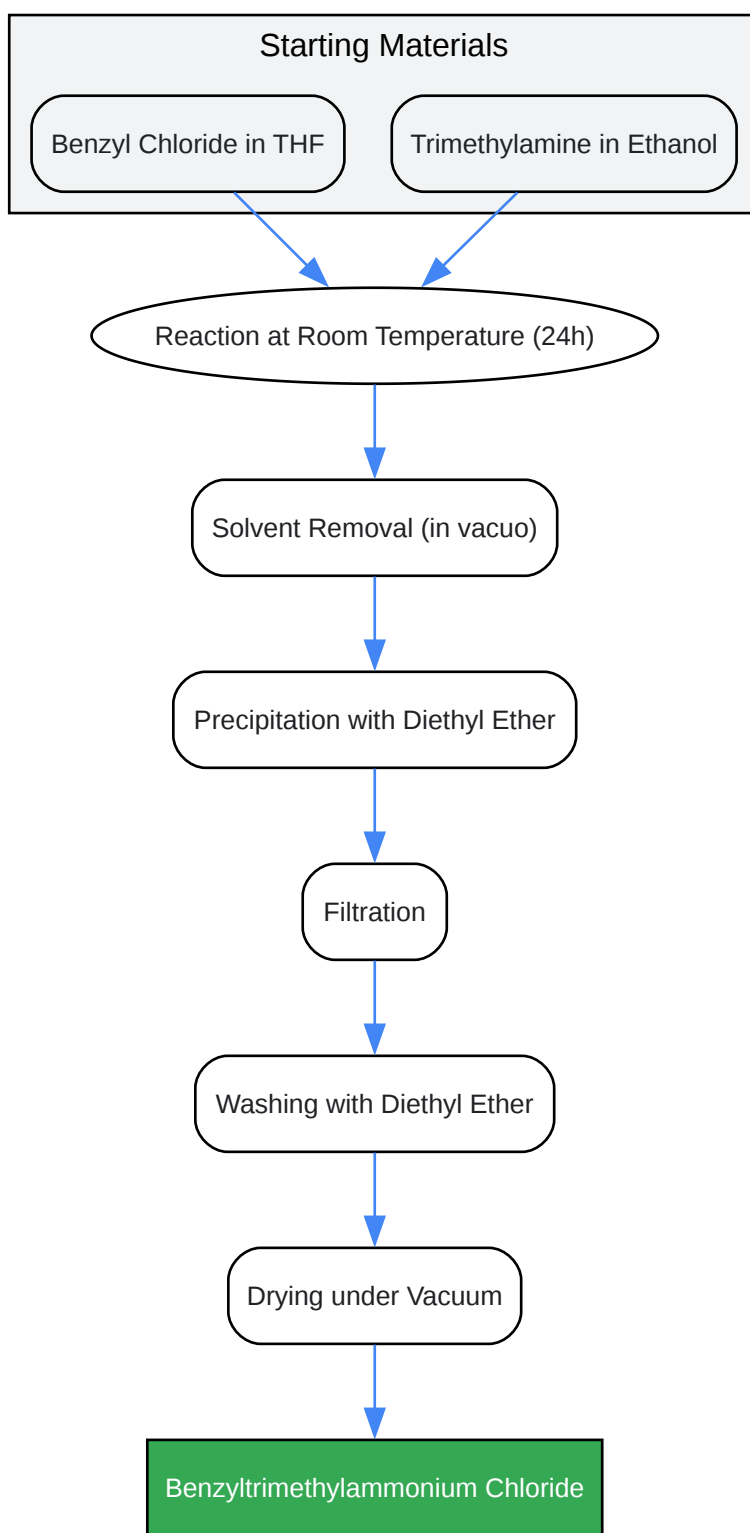 Starting Materials
Benzyl Chloride in THF
Trimethylamine in Ethanol
Reaction at Room Temperature (24h)
Solvent Removal (in vacuo)
Precipitation with Diethyl Ether
Filtration
Washing with Diethyl Ether
Drying under Vacuum
Benzyltrimethylammonium Chloride